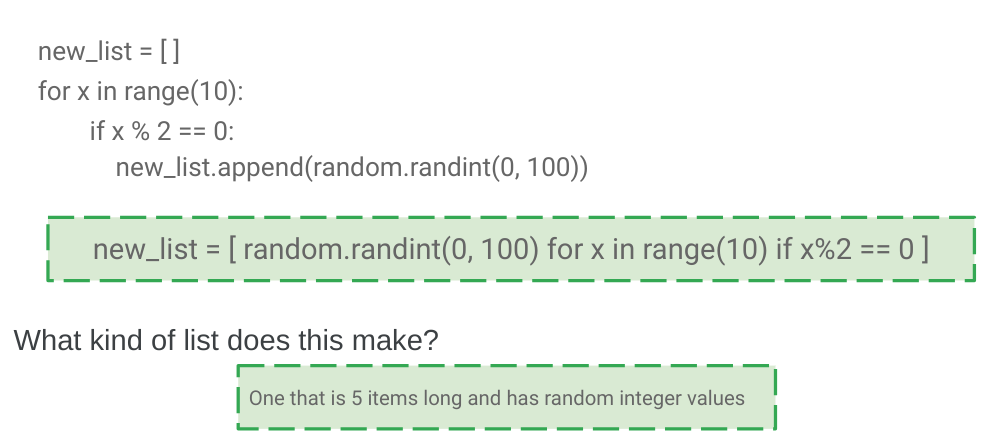 new_list = [ ]
for x in range(10):
if x % 2 == 0:
new_list.append(random.randint(0, 100))
new_list = [ random.randint(0, 100) for x in range(10) if x%2 == 0 ]
What kind of list does this make?
One that is 5 items long and has random integer values